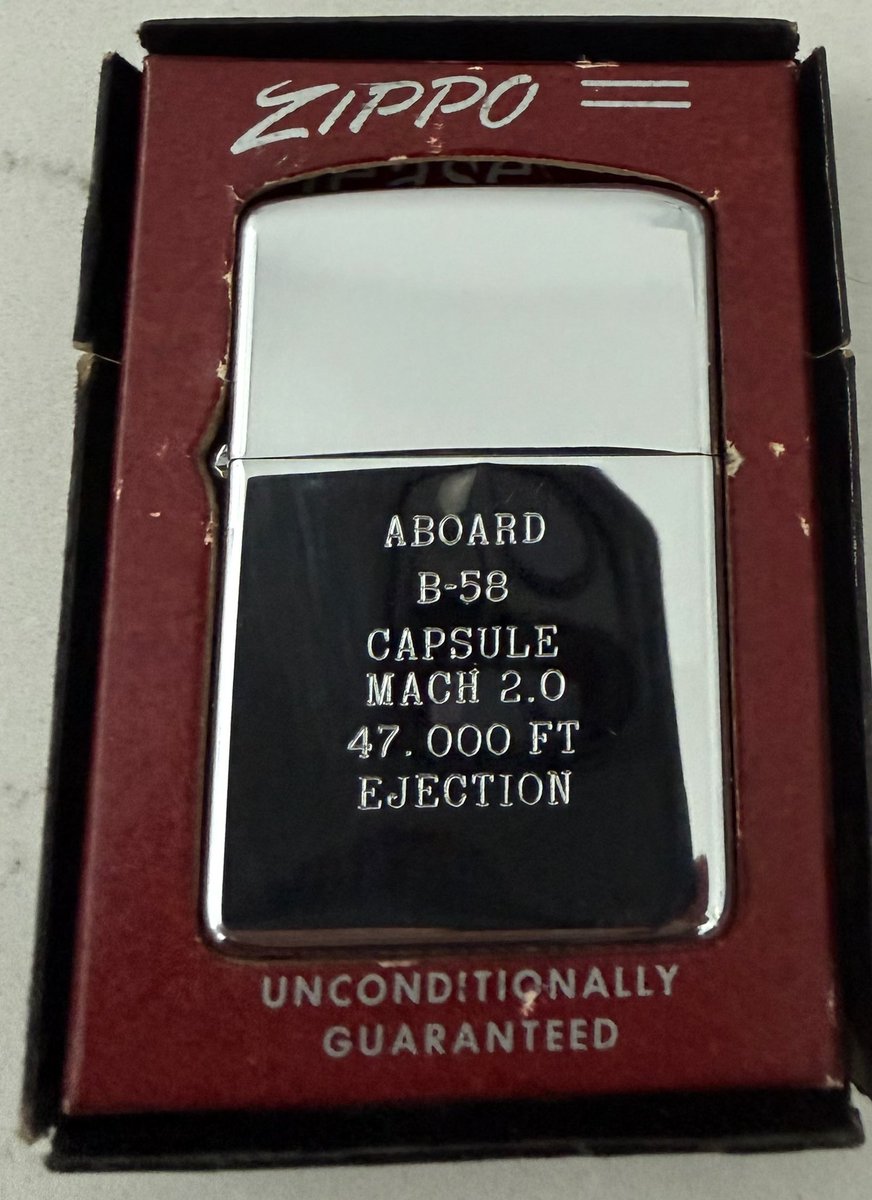 ZIPPO
ABOARD
B-58
CAPSULE
MACH 2.0
47.000 FT
EJECTION
UNCONDITIONALLY
GUARANTEED